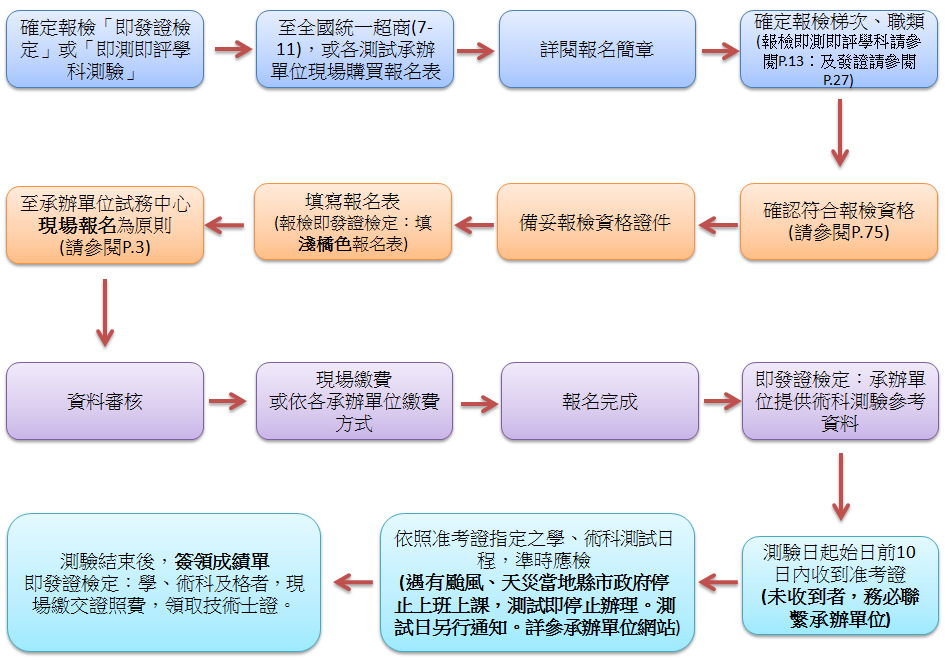 確定報檢「即發證檢
定」或「即測即評學
科測驗」
至全國統一超商(7-
11)，或各測試承辦
單位現場購買報名表
詳閱報名簡章
確定報檢梯次、職類
(報檢即測即評學科請參
閱P.13：及發證請參閱
P.27)
確認符合報檢資格
(請參閱P.75)
備妥報檢資格證件
填寫報名表
(報檢即發證檢定：填
淺橘色報名表)
至承辦單位試務中心
現場報名為原則
(請參閱P.3)
資料審核
現場繳費
或依各承辦單位繳費
方式
報名完成
即發證檢定：承辦單
位提供術科測驗參考
資料
測驗日起始日前10
日內收到准考證
(未收到者，務必聯
繫承辦單位)
依照准考證指定之學、術科測試日
程，準時應檢
(遇有颱風、天災當地縣市政府停
止上班上課，測試即停止辦理。測
試日另行通知。詳參承辦單位網站)
測驗結束後，簽領成績單
即發證檢定：學、術科及格者，現
場繳交證照費，領取技術士證。